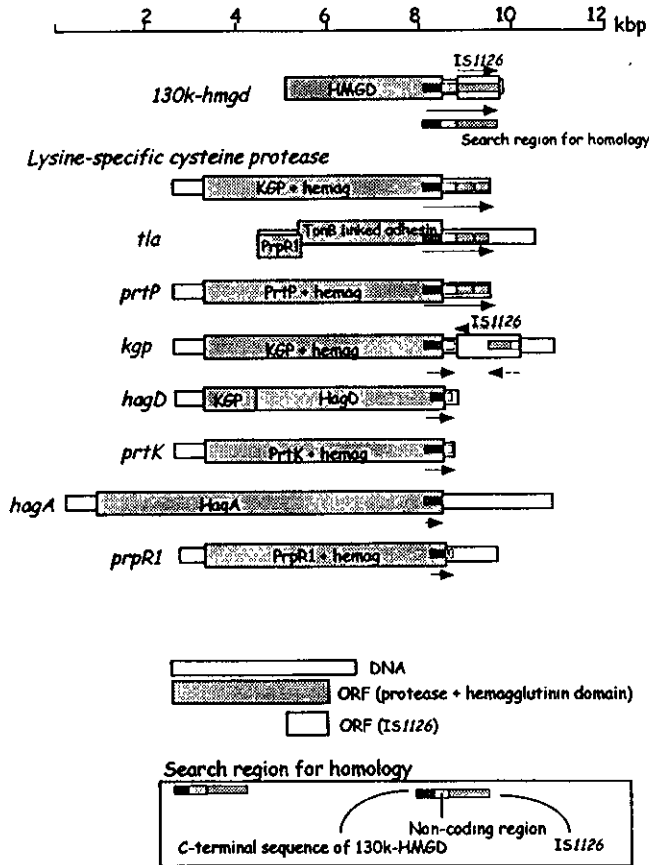 2 4 6 8 10 12 kbp
IS1126
130k-hmgd HMGD
Search region for homology
Lysine-specific cysteine protease
KGP + hemag
tla TonB linked adhesin
PrpR1
prtP PrtP + hemag
IS1126
kgp KGP + hemag
hagD KGP HagD
prtK PrtK + hemag
hagA HagA
prpR1 PrpR1 + hemag
DNA
ORF (protease + hemagglutinin domain)
ORF (IS1126)
Search region for homology
Non-coding region
C-terminal sequence of 130k-HMGD IS1126